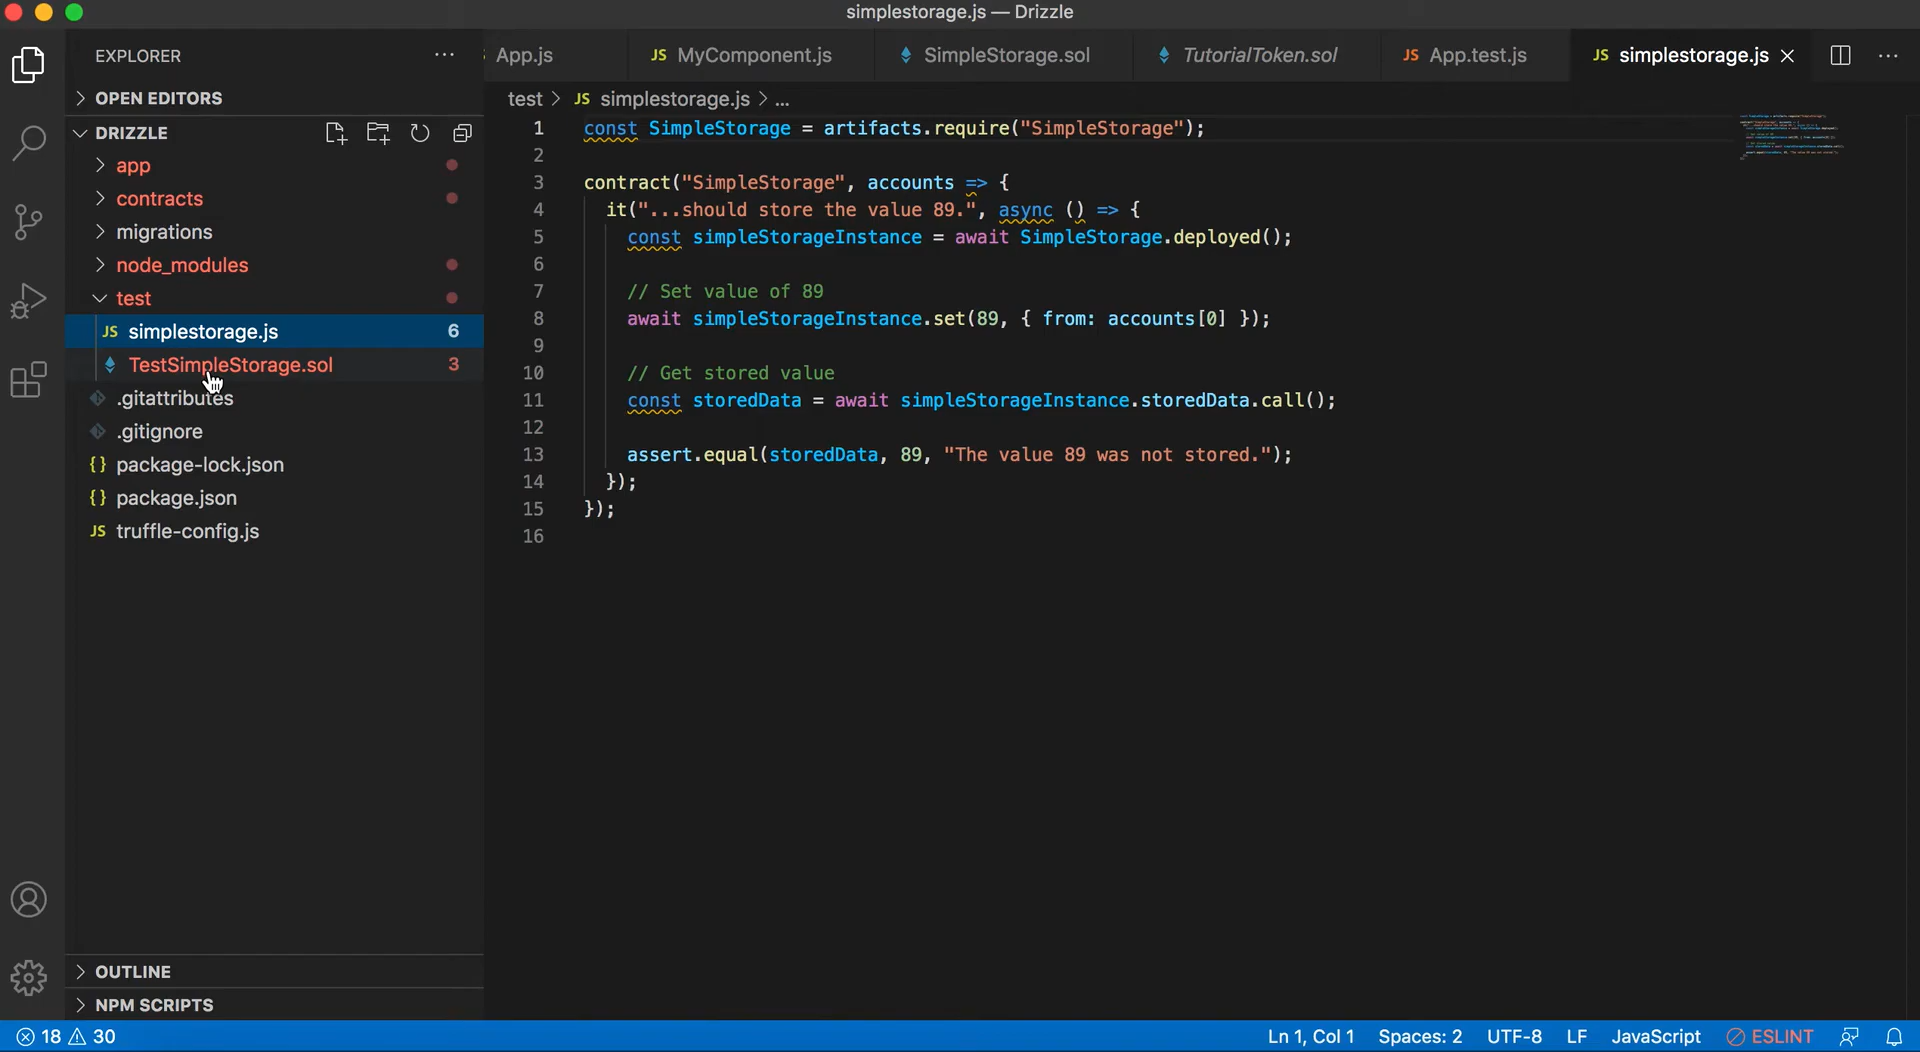 simplestorage.js — Drizzle
EXPLORER
OPEN EDITORS
DRIZZLE
app
contracts
migrations
node_modules
test
JS simplestorage.js 6
TestSimpleStorage.sol 3
.gitattributes
.gitignore
{} package-lock.json
{} package.json
JS truffle-config.js
OUTLINE
NPM SCRIPTS
App.js
JS MyComponent.js
SimpleStorage.sol
TutorialToken.sol
JS App.test.js
JS simplestorage.js
test > JS simplestorage.js > ...
1 const SimpleStorage = artifacts.require("SimpleStorage");
2
3 contract("SimpleStorage", accounts => {
4 it("...should store the value 89.", async () => {
5 const simpleStorageInstance = await SimpleStorage.deployed();
6
7 // Set value of 89
8 await simpleStorageInstance.set(89, { from: accounts[0] });
9
10 // Get stored value
11 const storedData = await simpleStorageInstance.storedData.call();
12
13 assert.equal(storedData, 89, "The value 89 was not stored.");
14 });
15 });
16
18 30
Ln 1, Col 1
Spaces: 2
UTF-8
LF
JavaScript
ESLINT